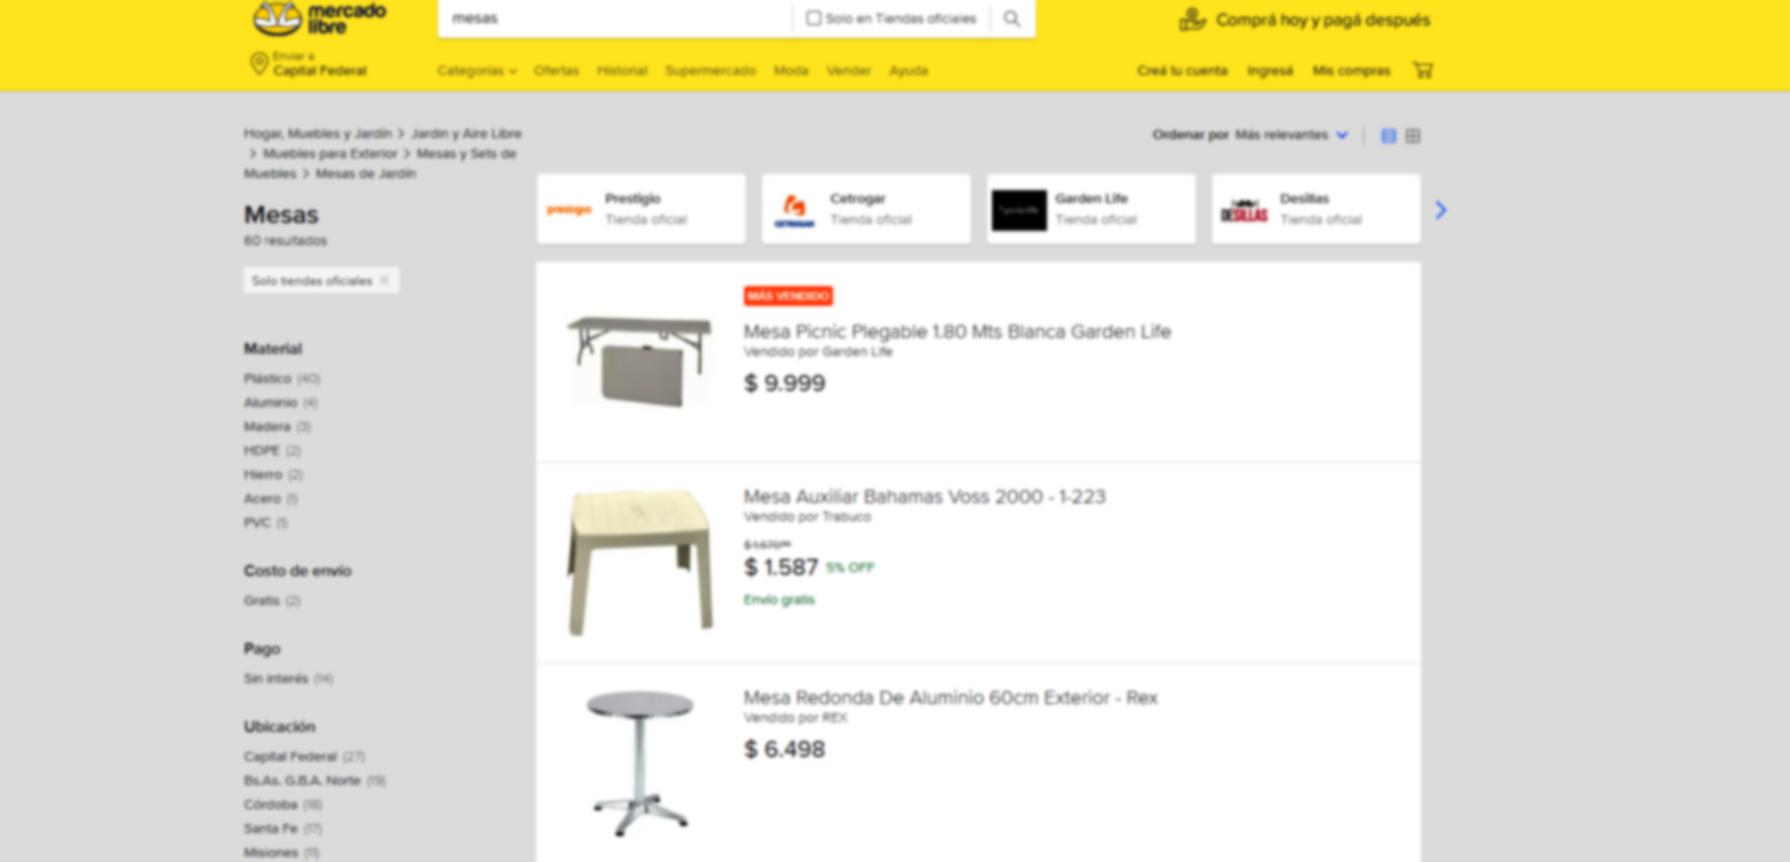 mercado
libre
mesas
Solo en Tiendas oficiales
Comprá hoy y pagá después
Enviar a
Capital Federal
Categorías
Ofertas
Historial
Supermercado
Moda
Vender
Ayuda
Creá tu cuenta
Ingresá
Mis compras
Hogar, Muebles y Jardín > Jardín y Aire Libre
> Muebles para Exterior > Mesas y Sets de
Muebles > Mesas de Jardín
Ordenar por Más relevantes
Mesas
60 resultados
Solo tiendas oficiales
prestigio
Prestigio
Tienda oficial
CETROGAR
Cetrogar
Tienda oficial
Garden Life
Tienda oficial
DESILLAS
Desillas
Tienda oficial
Material
Plástico (40)
Aluminio (4)
Madera (3)
HDPE (2)
Hierro (2)
Acero (1)
PVC (1)
Costo de envío
Gratis (2)
Pago
Sin interés (14)
Ubicación
Capital Federal (27)
Bs.As. G.B.A. Norte (19)
Córdoba (18)
Santa Fe (17)
Misiones (11)
MÁS VENDIDO
Mesa Picnic Plegable 1.80 Mts Blanca Garden Life
Vendido por Garden Life
$ 9.999
Mesa Auxiliar Bahamas Voss 2000 - 1-223
Vendido por Trabuco
$ 1.587 5% OFF
Envío gratis
Mesa Redonda De Aluminio 60cm Exterior - Rex
Vendido por REX
$ 6.498